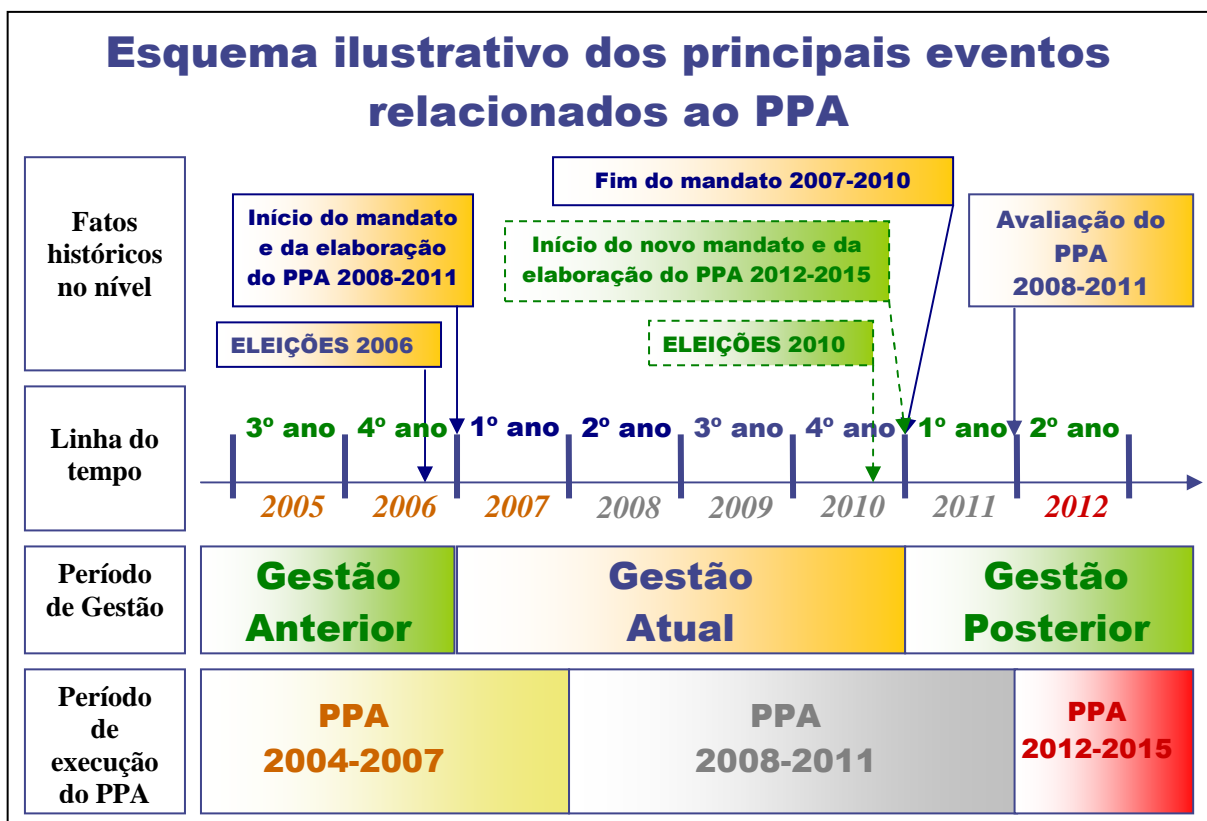 Esquema ilustrativo dos principais eventos
relacionados ao PPA
Fatos
históricos
no nível
Início do mandato
e da elaboração
do PPA 2008-2011
ELEIÇÕES 2006
Fim do mandato 2007-2010
Início do novo mandato e da
elaboração do PPA 2012-2015
ELEIÇÕES 2010
Avaliação do
PPA
2008-2011
Linha do
tempo
3º ano 4º ano 1º ano 2º ano 3º ano 4º ano 1º ano 2º ano
2005 2006 2007 2008 2009 2010 2011 2012
Período
de Gestão
Gestão
Anterior
Gestão
Atual
Gestão
Posterior
Período
de
execução
do PPA
PPA
2004-2007
PPA
2008-2011
PPA
2012-2015